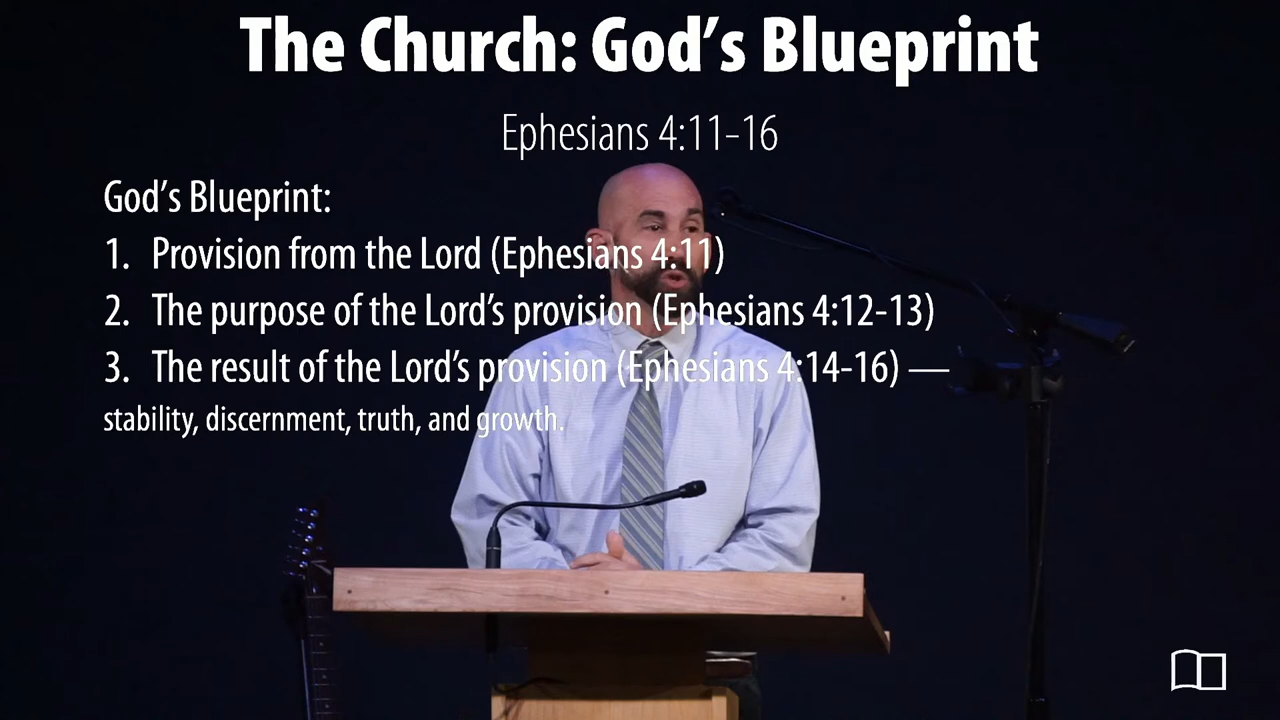 The Church: God's Blueprint
Ephesians 4:11-16
God's Blueprint:
1. Provision from the Lord (Ephesians 4:11)
2. The purpose of the Lord's provision (Ephesians 4:12-13)
3. The result of the Lord's provision (Ephesians 4:14-16) —
stability, discernment, truth, and growth.